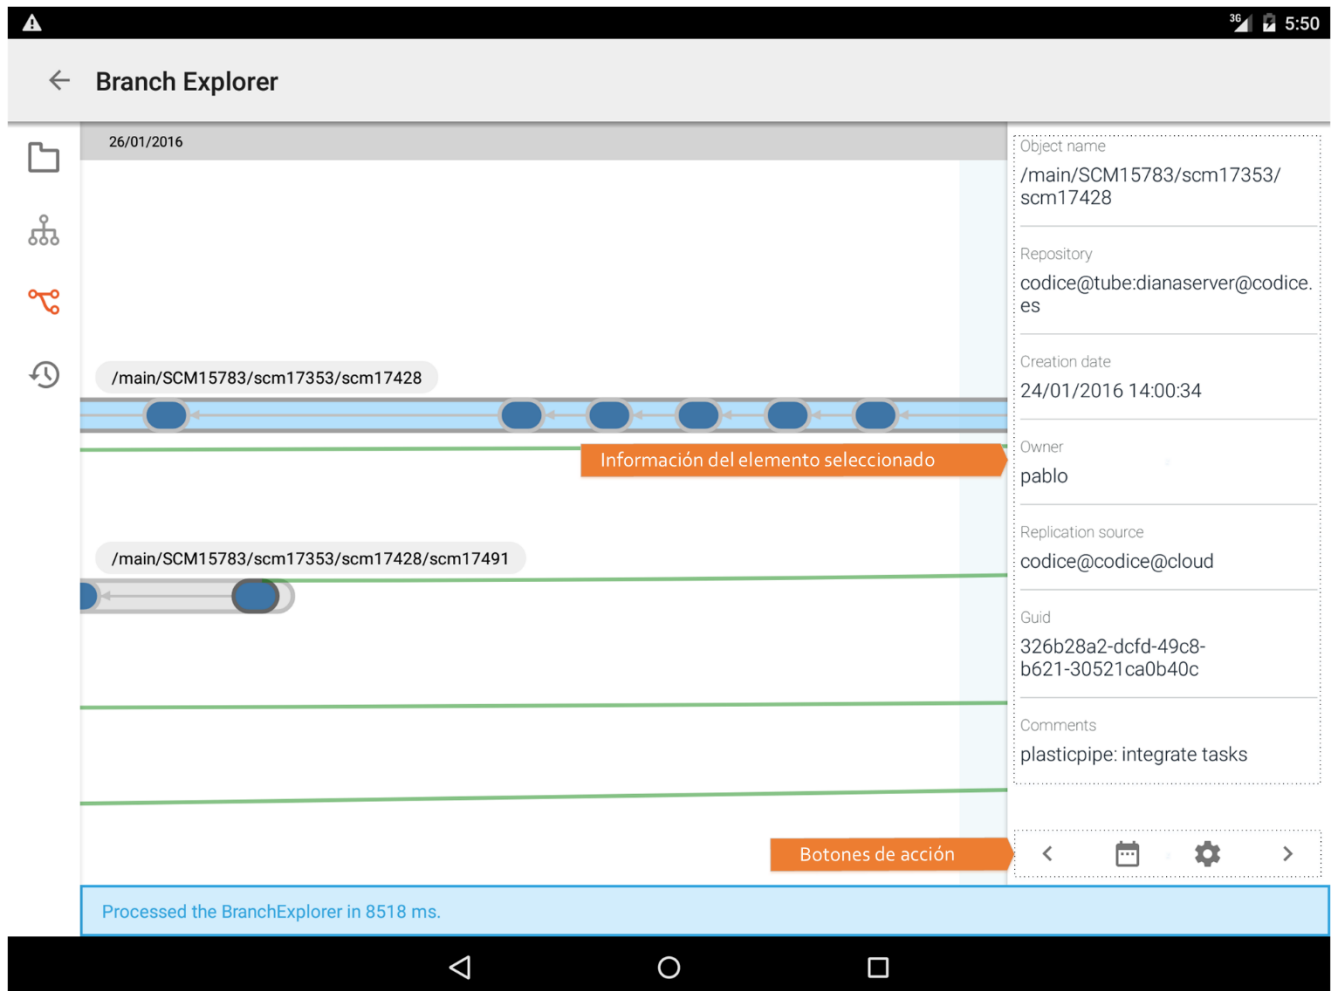 3G 5:50
Branch Explorer
26/01/2016
/main/SCM15783/scm17353/scm17428
Información del elemento seleccionado
/main/SCM15783/scm17353/scm17428/scm17491
Object name
/main/SCM15783/scm17353/
scm17428
Repository
codice@tube:dianaserver@codice.
es
Creation date
24/01/2016 14:00:34
Owner
pablo
Replication source
codice@codice@cloud
Guid
326b28a2-dcfd-49c8-
b621-30521ca0b40c
Comments
plasticpipe: integrate tasks
Botones de acción
Processed the BranchExplorer in 8518 ms.